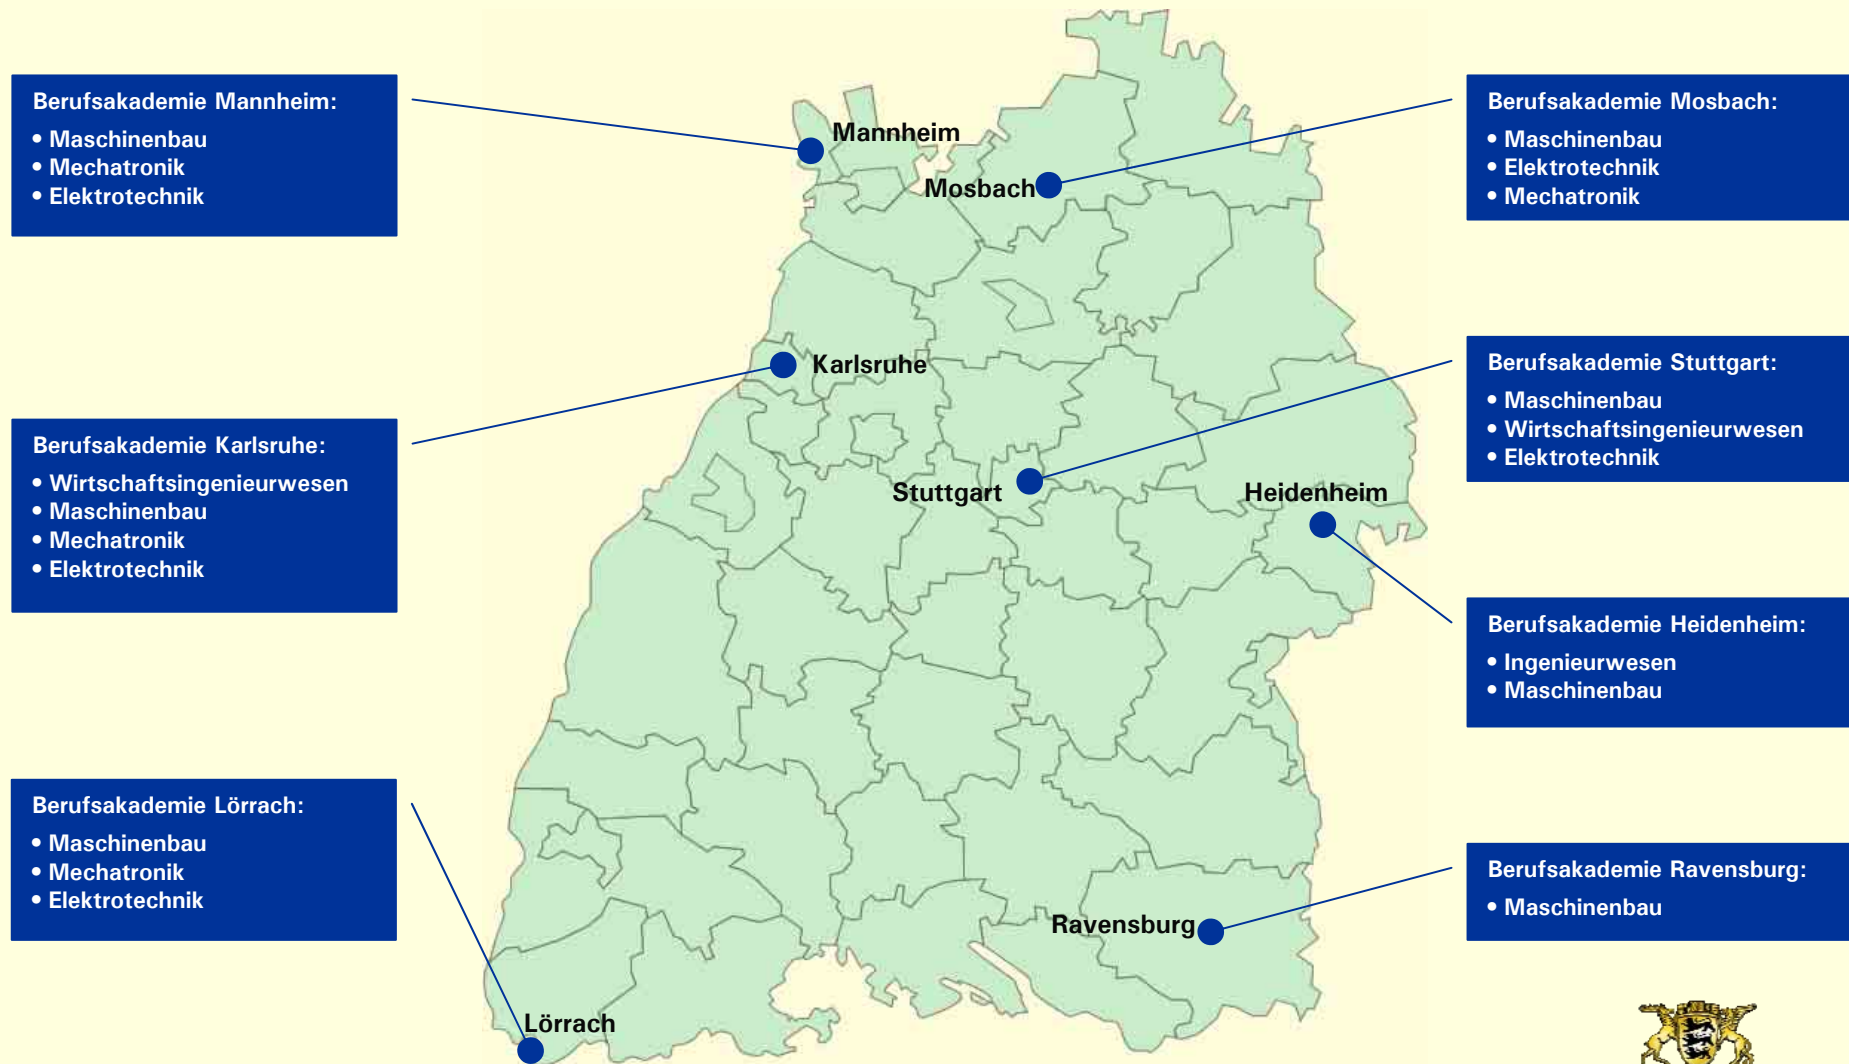 Berufsakademie Mannheim:
• Maschinenbau
• Mechatronik
• Elektrotechnik
Berufsakademie Karlsruhe:
• Wirtschaftsingenieurwesen
• Maschinenbau
• Mechatronik
• Elektrotechnik
Berufsakademie Lörrach:
• Maschinenbau
• Mechatronik
• Elektrotechnik
Mannheim
Mosbach
Karlsruhe
Stuttgart
Heidenheim
Ravensburg
Lörrach
Berufsakademie Mosbach:
• Maschinenbau
• Elektrotechnik
• Mechatronik
Berufsakademie Stuttgart:
• Maschinenbau
• Wirtschaftsingenieurwesen
• Elektrotechnik
Berufsakademie Heidenheim:
• Ingenieurwesen
• Maschinenbau
Berufsakademie Ravensburg:
• Maschinenbau